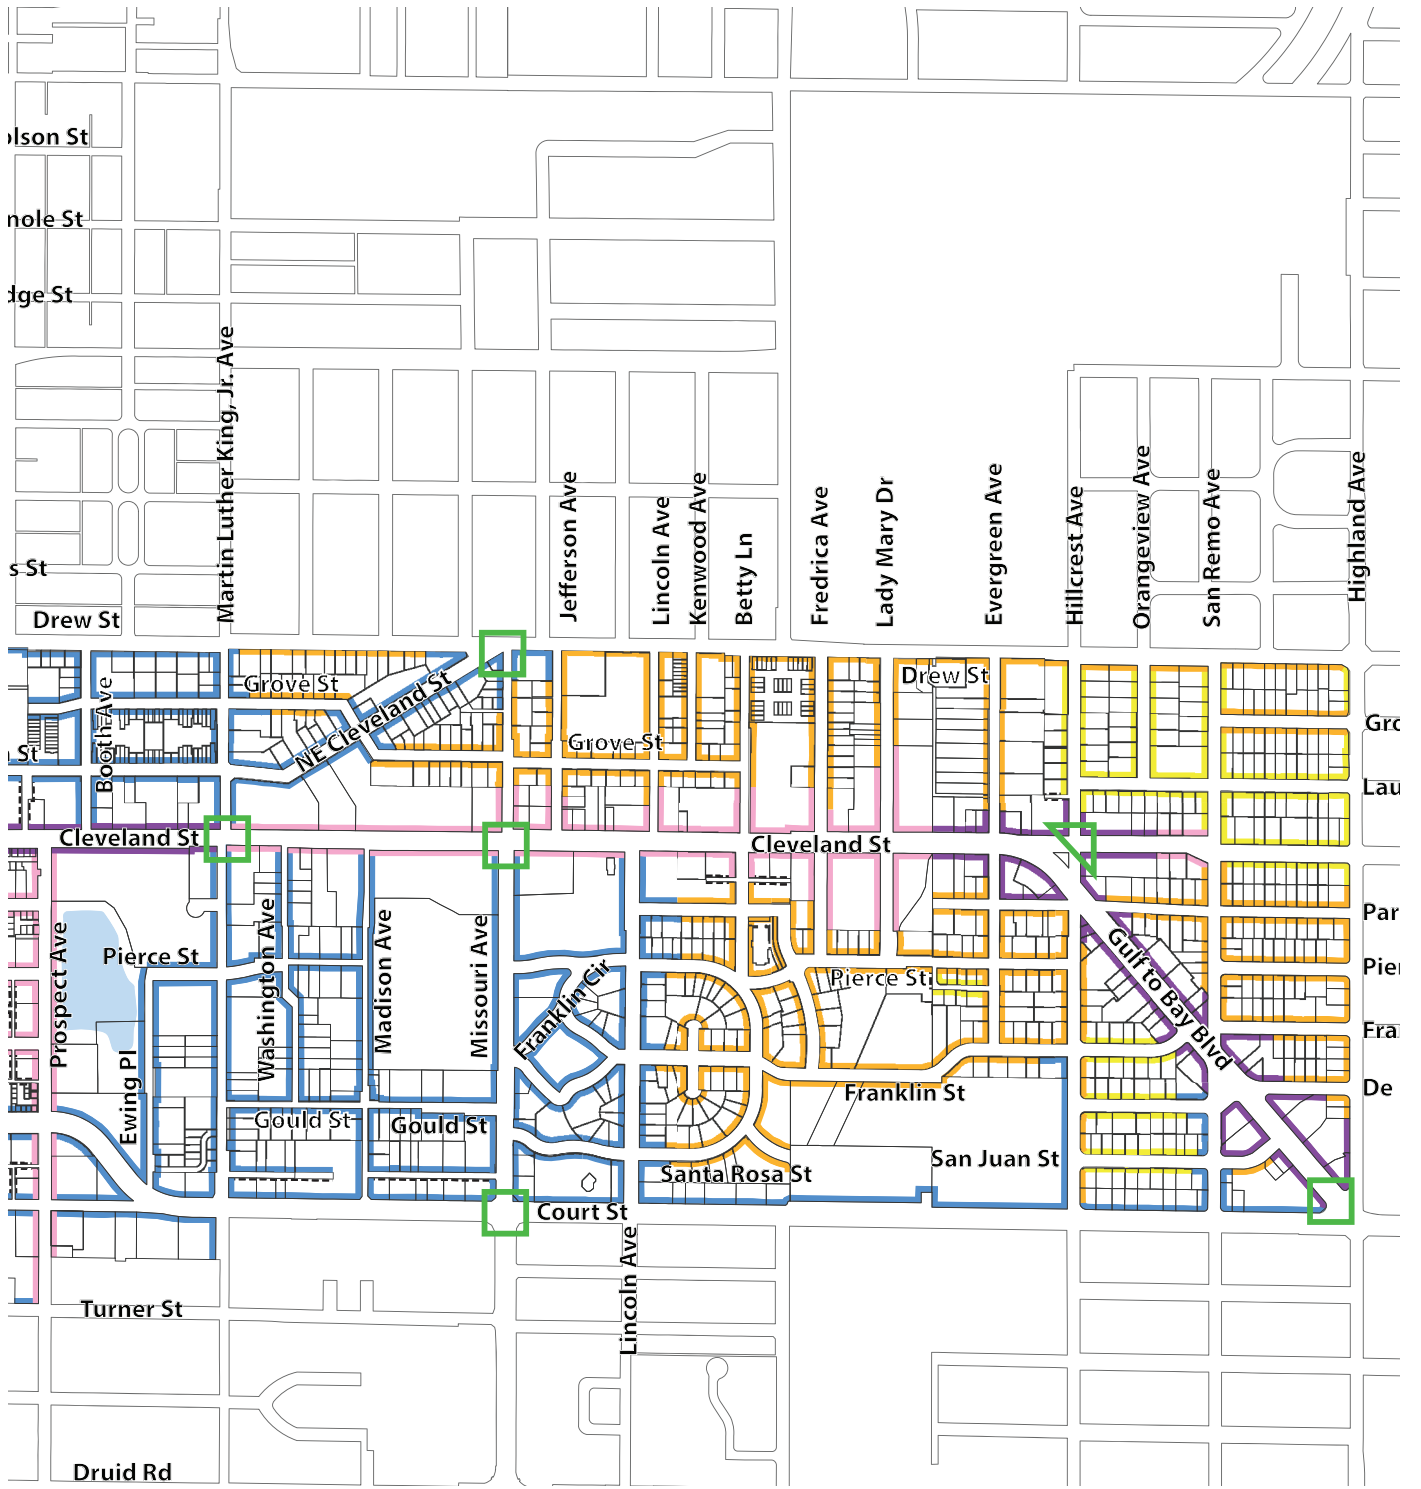 olson St
nole St
dge St
Martin Luther King, Jr. Ave
s St
Drew St
Jefferson Ave
Lincoln Ave
Kenwood Ave
Betty Ln
Fredrica Ave
Lady Mary Dr
Evergreen Ave
Hillcrest Ave
Orangeview Ave
San Remo Ave
Highland Ave
Grove St
Booth Ave
NE Cleveland St
Drew St
Grove St
Gro
St
Lau
Cleveland St
Cleveland St
Par
Prospect Ave
Pierce St
Washington Ave
Madison Ave
Missouri Ave
Franklin Cir
Pierce St
Gulf to Bay Blvd
Pier
Fra
Ewing Pl
Gould St
Gould St
Franklin St
De
Santa Rosa St
San Juan St
Court St
Lincoln Ave
Turner St
Druid Rd